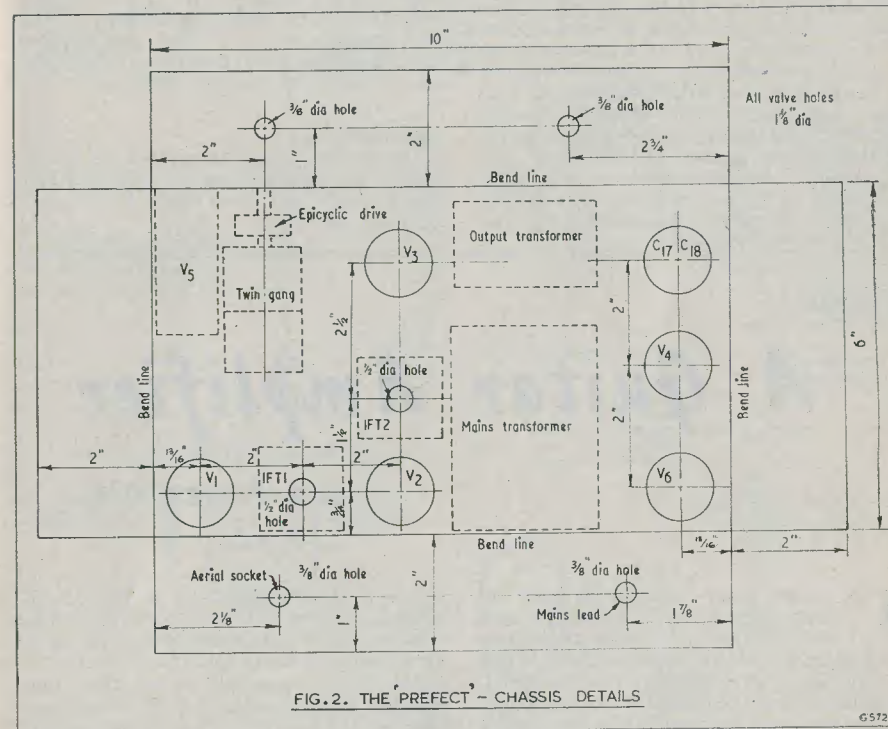 10"
3/8" dia hole
3/8" dia hole
All valve holes
1 3/8" dia
2"
1"
2"
2 3/4"
Bend line
Epicyclic drive
V5
Twin gang
V3
Output transformer
C17 C18
2 1/2"
2"
6"
1/2" dia hole
V4
Bend line
Bend line
IFT2
Mains transformer
1 1/2"
2"
2"
13/16"
2"
2"
V1
IFT1
V2
V6
1/2" dia
hole
3/4"
13/16"
2"
Bend line
Aerial socket
3/8" dia hole
2"
3/8" dia hole
Mains lead
2 1/8"
1"
1 7/8"
FIG.2. THE 'PREFECT' - CHASSIS DETAILS
G572